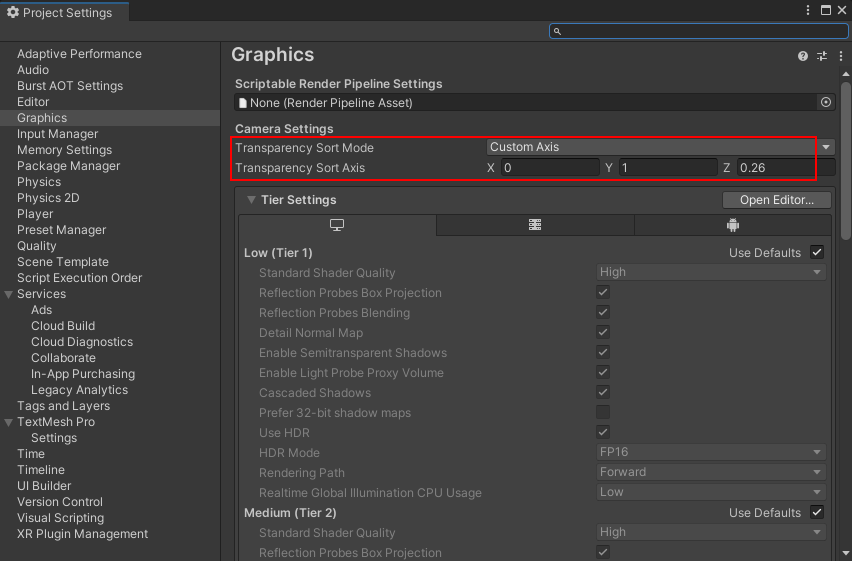 Project Settings
Adaptive Performance
Audio
Burst AOT Settings
Editor
Graphics
Input Manager
Memory Settings
Package Manager
Physics
Physics 2D
Player
Preset Manager
Quality
Scene Template
Script Execution Order
Services
Ads
Cloud Build
Cloud Diagnostics
Collaborate
In-App Purchasing
Legacy Analytics
Tags and Layers
TextMesh Pro
Settings
Time
Timeline
UI Builder
Version Control
Visual Scripting
XR Plugin Management
Graphics
Scriptable Render Pipeline Settings
None (Render Pipeline Asset)
Camera Settings
Transparency Sort Mode Custom Axis
Transparency Sort Axis X 0 Y 1 Z 0.26
Tier Settings Open Editor...
Low (Tier 1) Use Defaults
Standard Shader Quality High
Reflection Probes Box Projection
Reflection Probes Blending
Detail Normal Map
Enable Semitransparent Shadows
Enable Light Probe Proxy Volume
Cascaded Shadows
Prefer 32-bit shadow maps
Use HDR
HDR Mode FP16
Rendering Path Forward
Realtime Global Illumination CPU Usage Low
Medium (Tier 2) Use Defaults
Standard Shader Quality High
Reflection Probes Box Projection